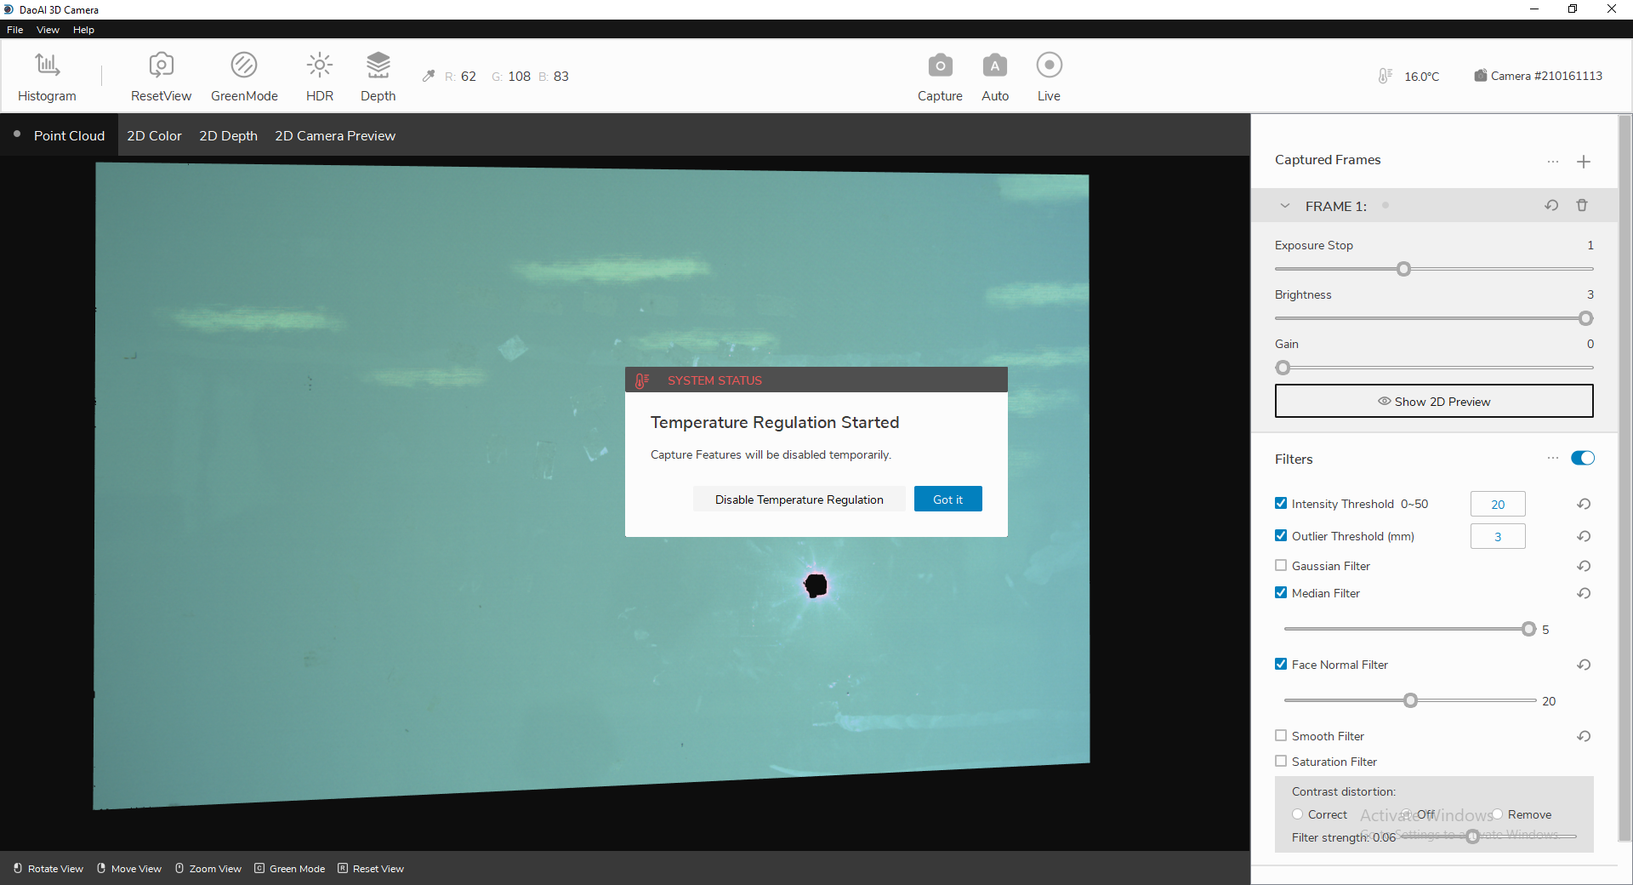 DaoAI 3D Camera
File View Help
Histogram ResetView GreenMode HDR Depth R: 62 G: 108 B: 83 Capture Auto Live 16.0°C Camera #210161113
Point Cloud 2D Color 2D Depth 2D Camera Preview
Captured Frames
FRAME 1:
Exposure Stop 1
Brightness 3
Gain 0
Show 2D Preview
SYSTEM STATUS
Temperature Regulation Started
Capture Features will be disabled temporarily.
Disable Temperature Regulation Got it
Filters
Intensity Threshold 0~50 20
Outlier Threshold (mm) 3
Gaussian Filter
Median Filter
5
Face Normal Filter
20
Smooth Filter
Saturation Filter
Contrast distortion:
Correct Off Remove
Activate Windows
Filter strength: 0.06
Go to Settings to activate Windows.
Rotate View Move View Zoom View C Green Mode R Reset View